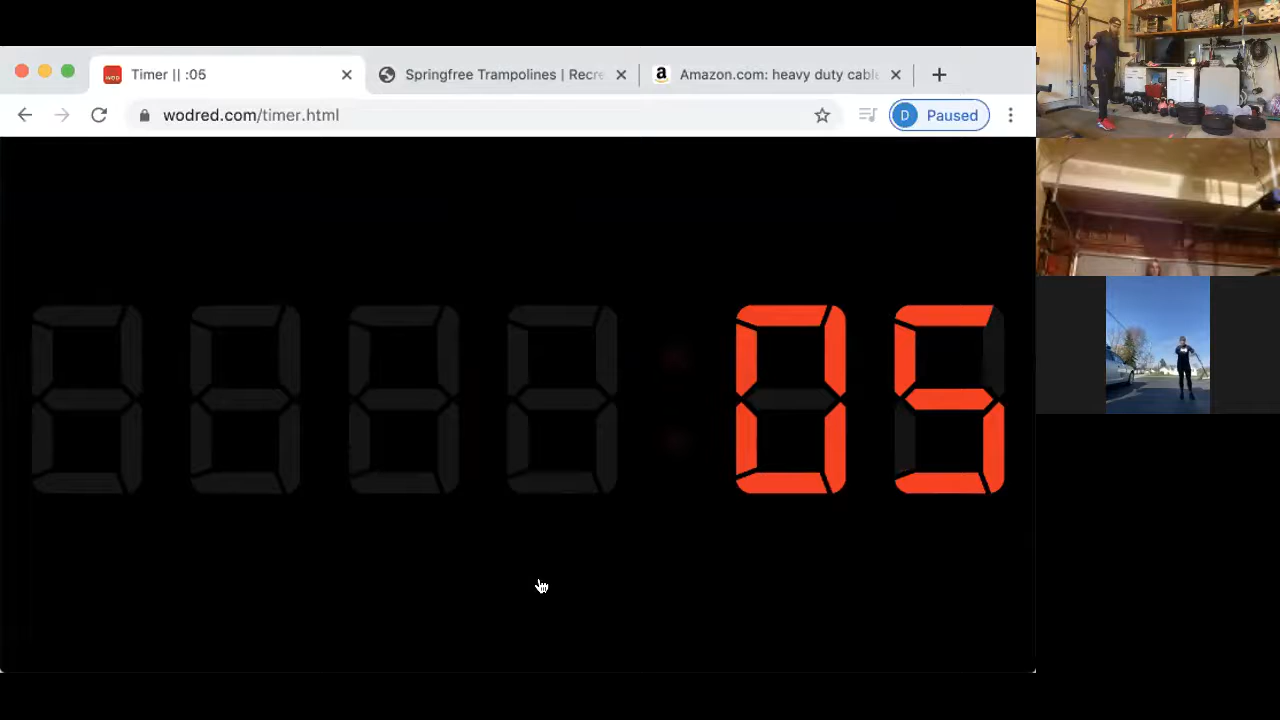 Timer || :05
Springfree Trampolines | Recre
Amazon.com: heavy duty cabl
wodred.com/timer.html
D Paused
05